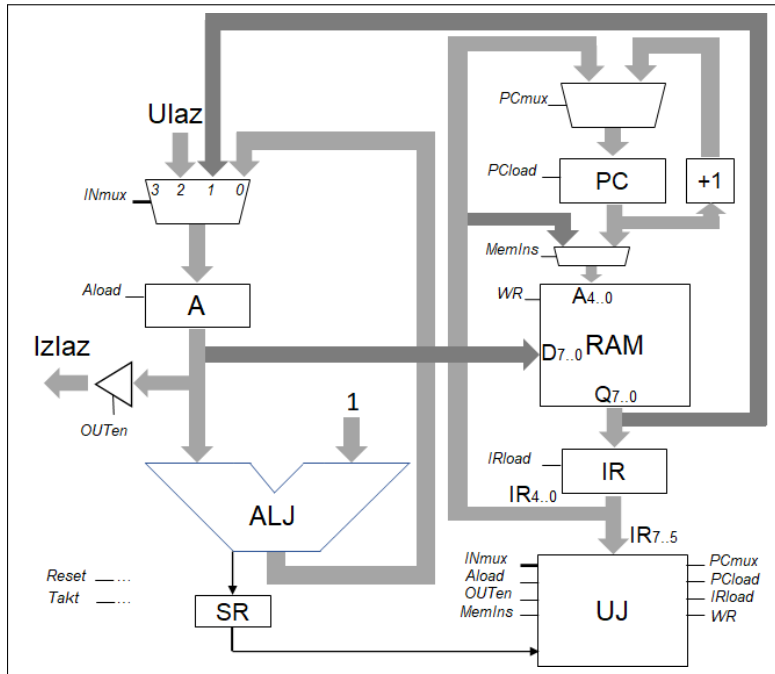 PCmux
Ulaz
INmux
3 2 1 0
PCload
PC
+1
MemIns
Aload
A
WR
A4..0
D7..0
RAM
Q7..0
Izlaz
OUTen
1
IRload
IR
IR4..0
ALJ
IR7..5
Reset ...
Takt ...
SR
INmux
Aload
OUTen
MemIns
UJ
PCmux
PCload
IRload
WR